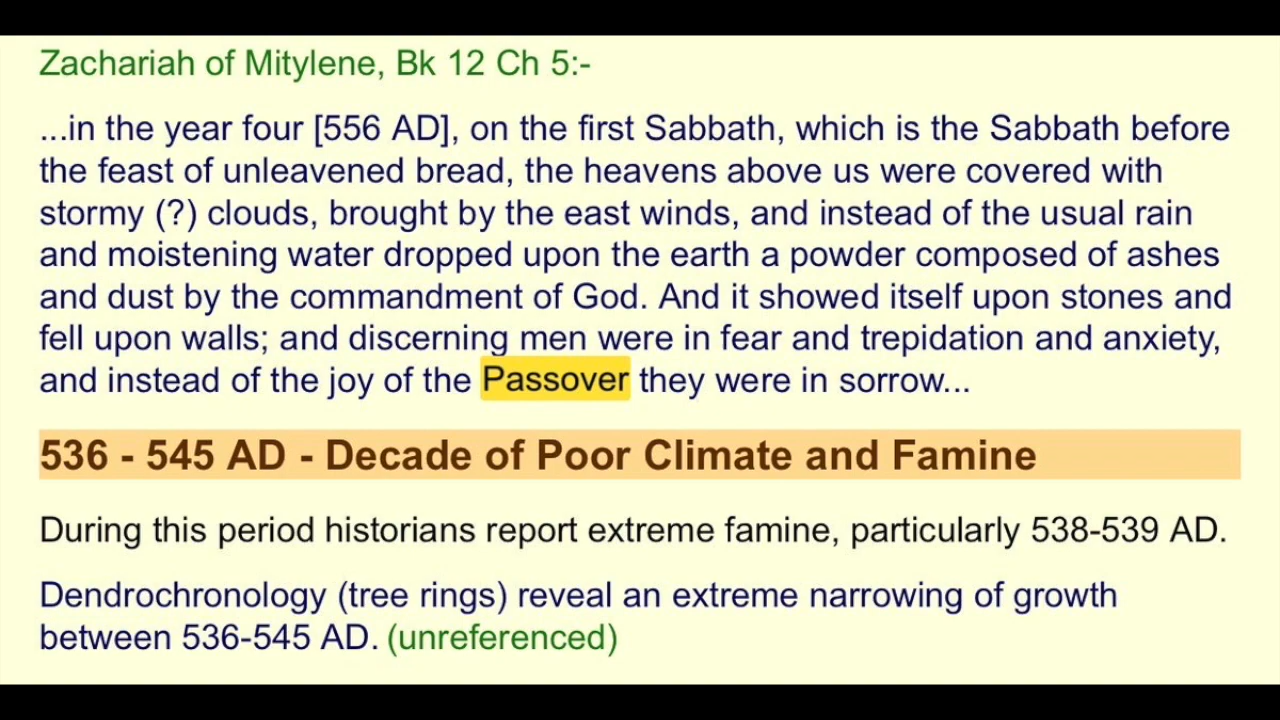 Zachariah of Mitylene, Bk 12 Ch 5:-
...in the year four [556 AD], on the first Sabbath, which is the Sabbath before
the feast of unleavened bread, the heavens above us were covered with
stormy (?) clouds, brought by the east winds, and instead of the usual rain
and moistening water dropped upon the earth a powder composed of ashes
and dust by the commandment of God. And it showed itself upon stones and
fell upon walls; and discerning men were in fear and trepidation and anxiety,
and instead of the joy of the Passover they were in sorrow...
536 - 545 AD - Decade of Poor Climate and Famine
During this period historians report extreme famine, particularly 538-539 AD.
Dendrochronology (tree rings) reveal an extreme narrowing of growth
between 536-545 AD. (unreferenced)